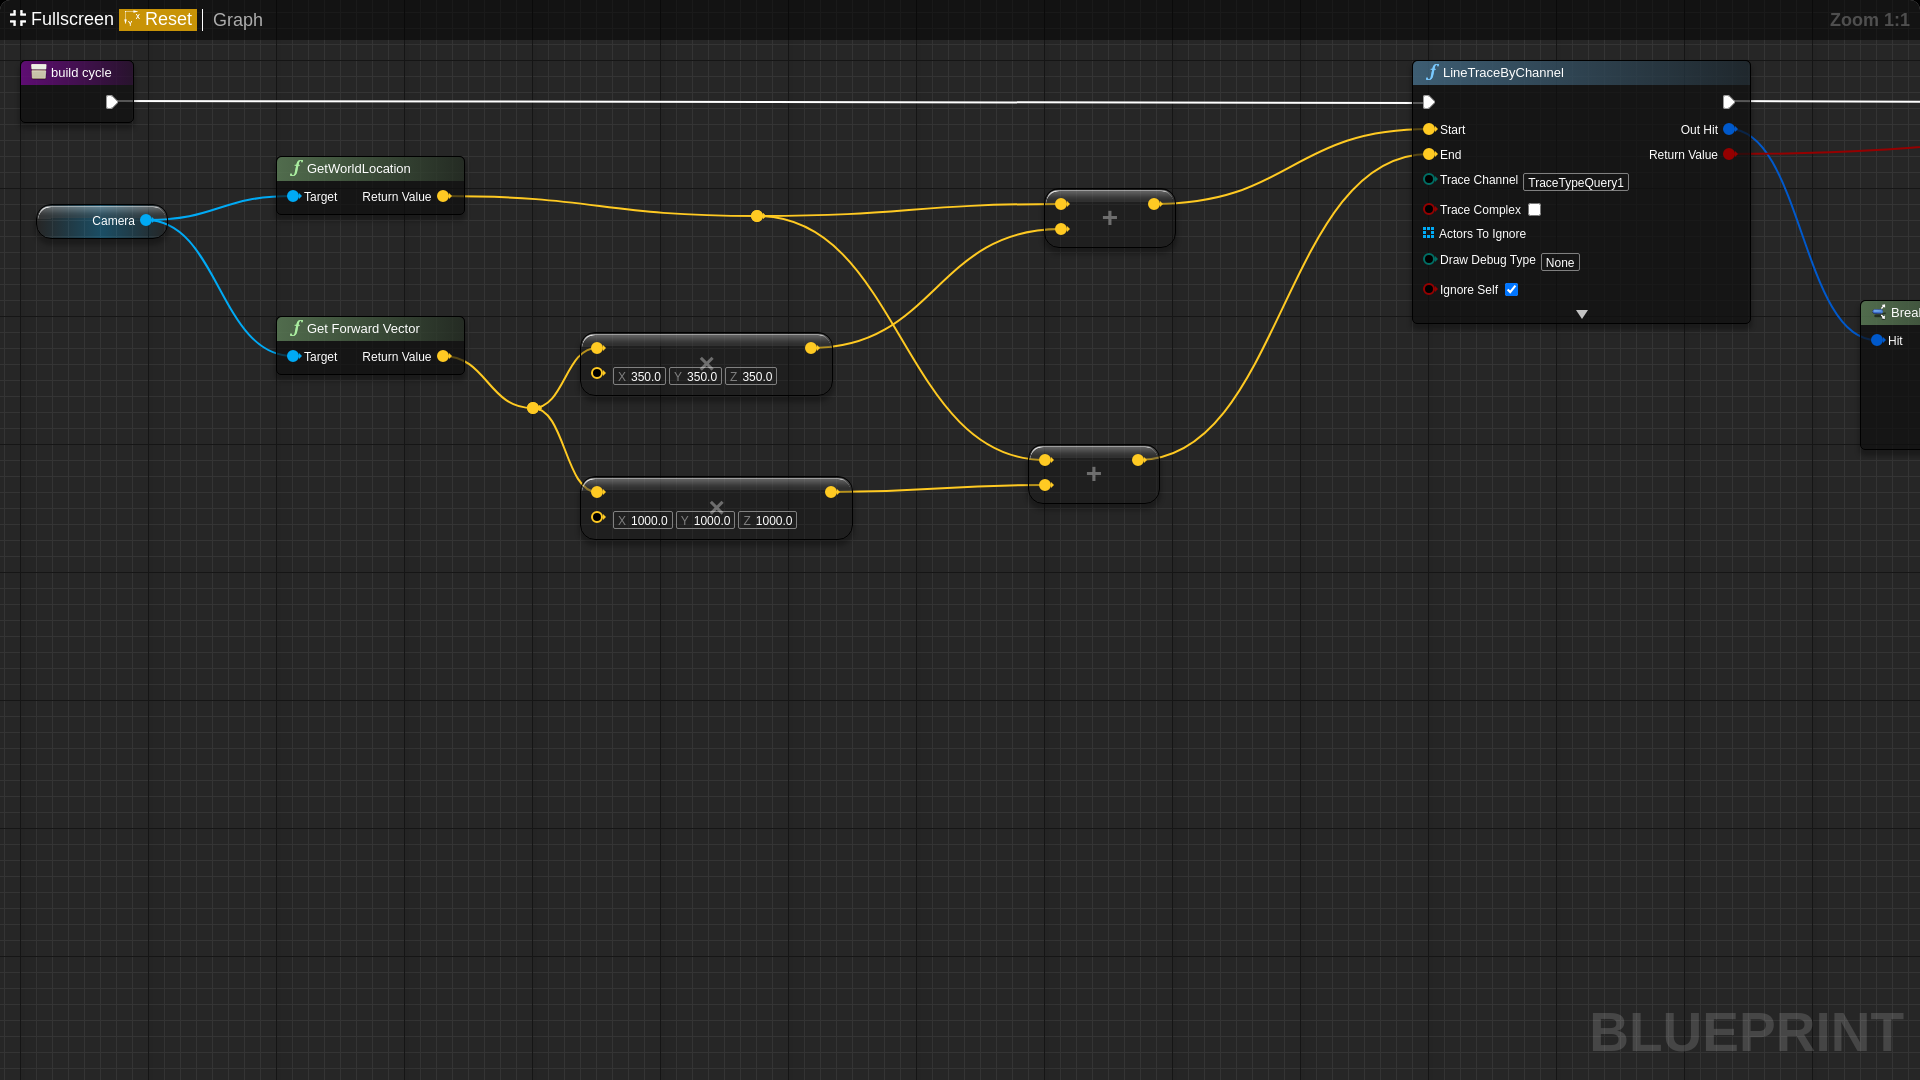 Fullscreen Reset Graph Zoom 1:1
build cycle
LineTraceByChannel
Start Out Hit
End Return Value
Trace Channel TraceTypeQuery1
Trace Complex
Actors To Ignore
Draw Debug Type None
Ignore Self
GetWorldLocation
Target Return Value
Camera
+
Get Forward Vector
Target Return Value
×
X 350.0 Y 350.0 Z 350.0
+
×
X 1000.0 Y 1000.0 Z 1000.0
Hit
BLUEPRINT